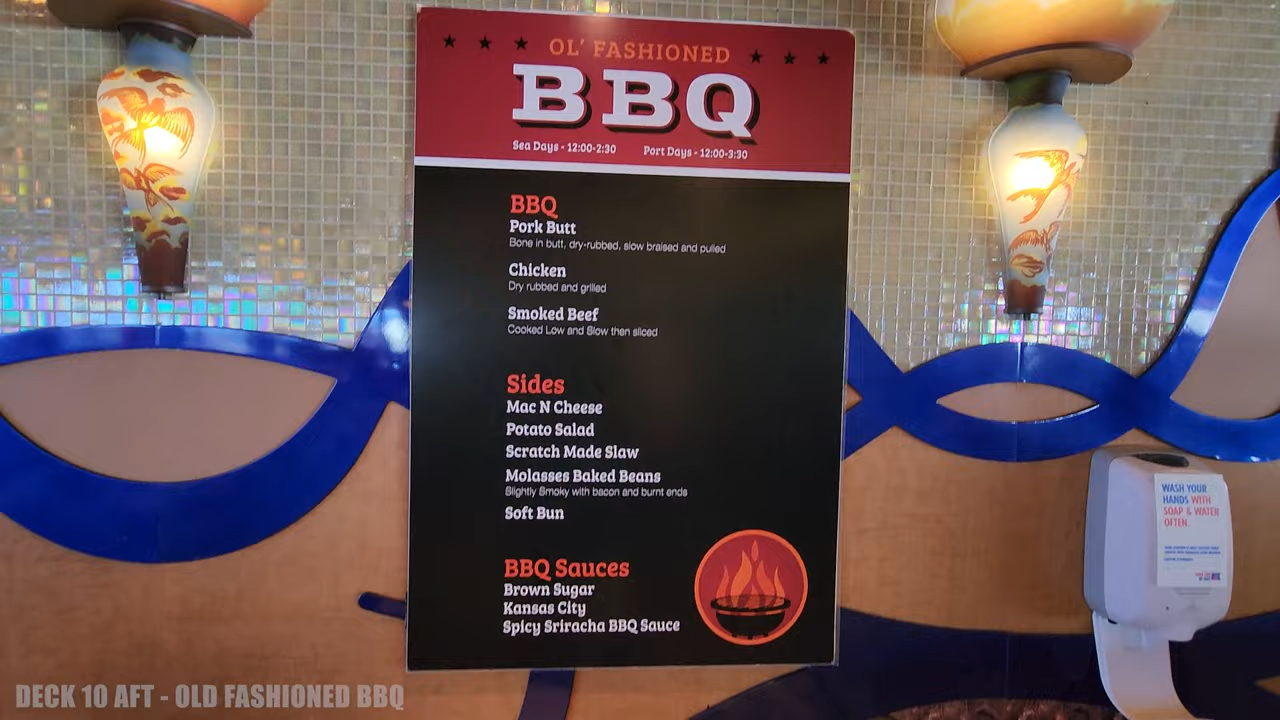 OL' FASHIONED
BBQ
Sea Days - 12:00-2:30 Port Days - 12:00-3:30
BBQ
Pork Butt
Bone in butt, dry-rubbed, slow braised and pulled
Chicken
Dry rubbed and grilled
Smoked Beef
Cooked Low and Slow then sliced
Sides
Mac N Cheese
Potato Salad
Scratch Made Slaw
Molasses Baked Beans
Slightly Smoky with bacon and burnt ends
Soft Bun
BBQ Sauces
Brown Sugar
Kansas City
Spicy Sriracha BBQ Sauce
WASH YOUR
HANDS WITH
SOAP & WATER
OFTEN.
DECK 10 AFT - OLD FASHIONED BBQ